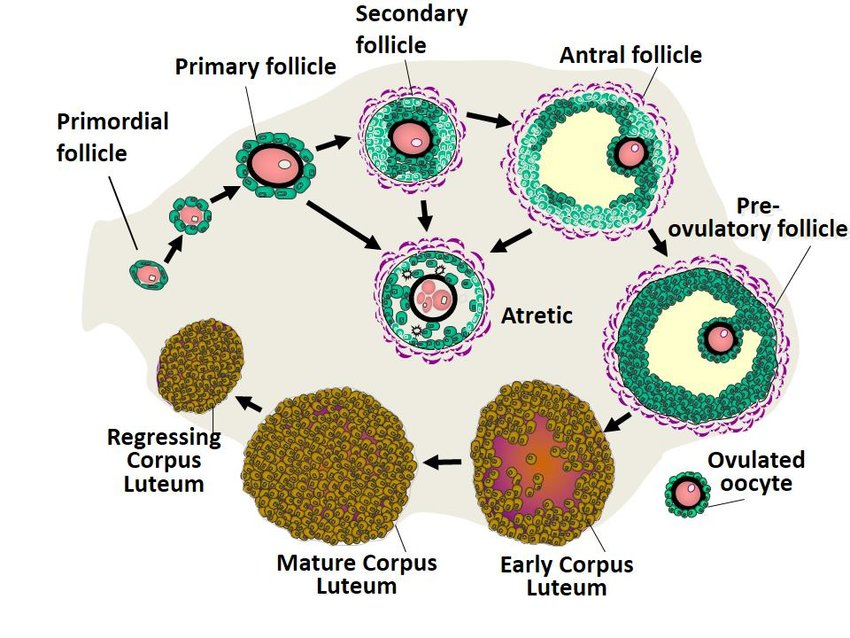 Secondary
follicle
Primary follicle
Antral follicle
Primordial
follicle
Pre-
ovulatory follicle
Atretic
Regressing
Corpus
Luteum
Ovulated
oocyte
Mature Corpus
Luteum
Early Corpus
Luteum